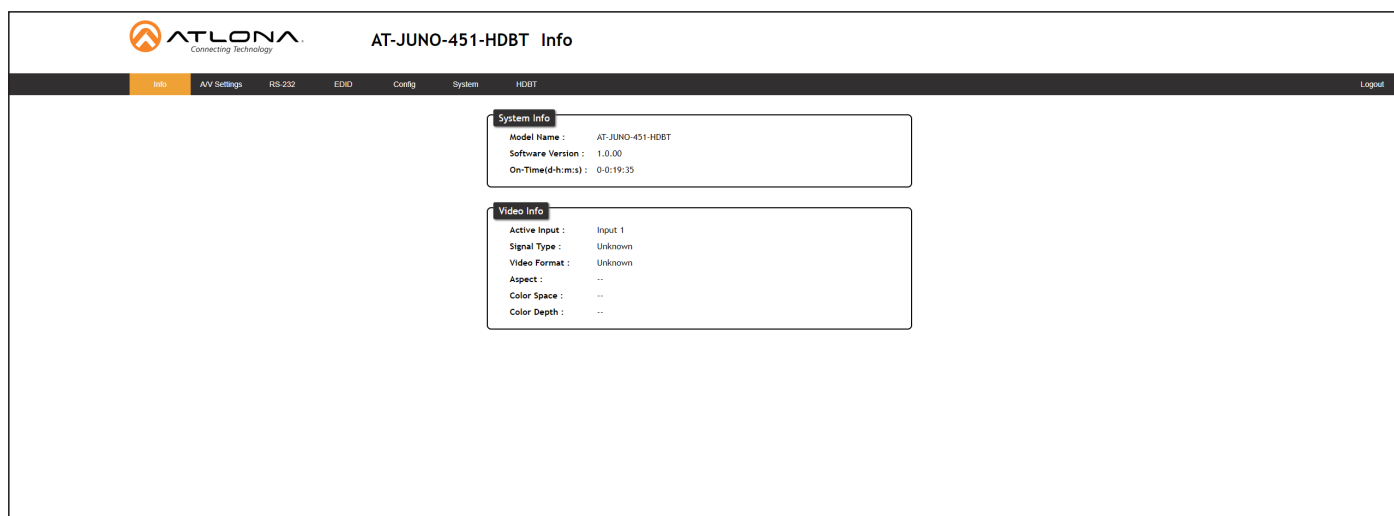 ATLONA.
Connecting Technology
AT-JUNO-451-HDBT Info
Info A/V Settings RS-232 EDID Config System HDBT Logout
System Info
Model Name : AT-JUNO-451-HDBT
Software Version : 1.0.00
On-Time(d-h:m:s) : 0-0:19:35
Video Info
Active Input : Input 1
Signal Type : Unknown
Video Format : Unknown
Aspect : --
Color Space : --
Color Depth : --